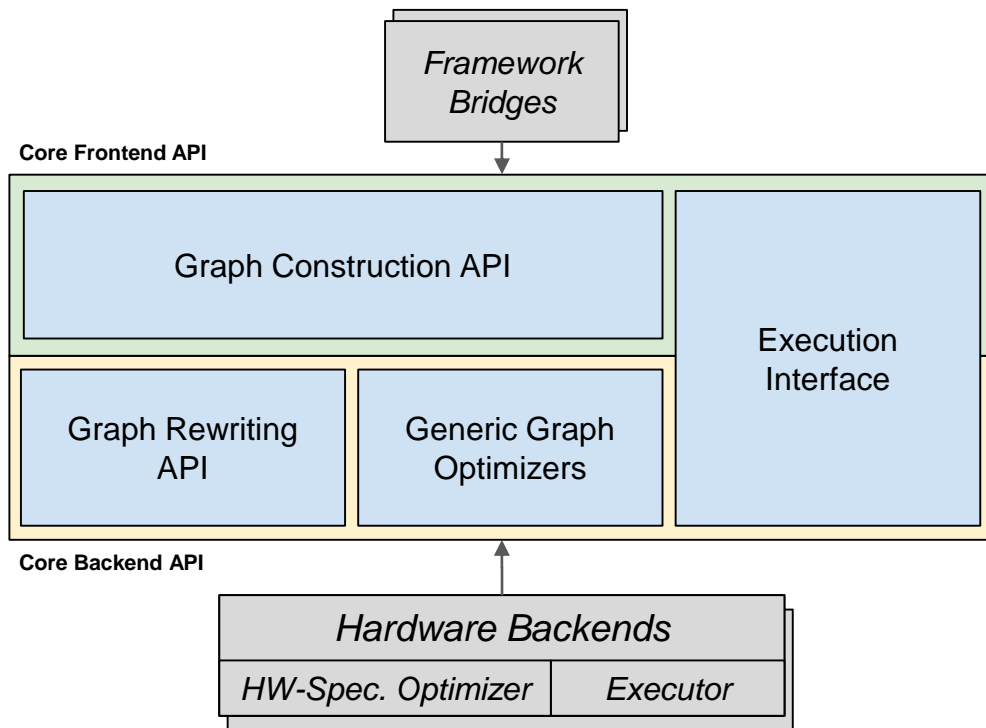 Framework
Bridges
Core Frontend API
Graph Construction API
Execution
Interface
Graph Rewriting
API
Generic Graph
Optimizers
Core Backend API
Hardware Backends
HW-Spec. Optimizer
Executor